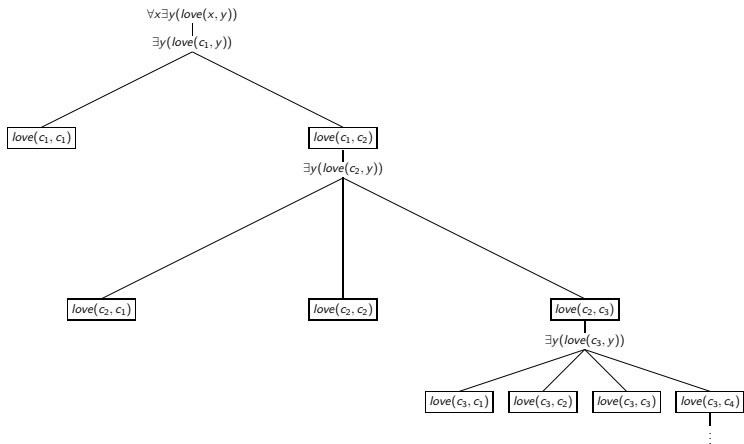 ∀x∃y(love(x, y))
∃y(love(c₁, y))
love(c₁, c₁)
love(c₁, c₂)
∃y(love(c₂, y))
love(c₂, c₁)
love(c₂, c₂)
love(c₂, c₃)
∃y(love(c₃, y))
love(c₃, c₁)
love(c₃, c₂)
love(c₃, c₃)
love(c₃, c₄)
⋮